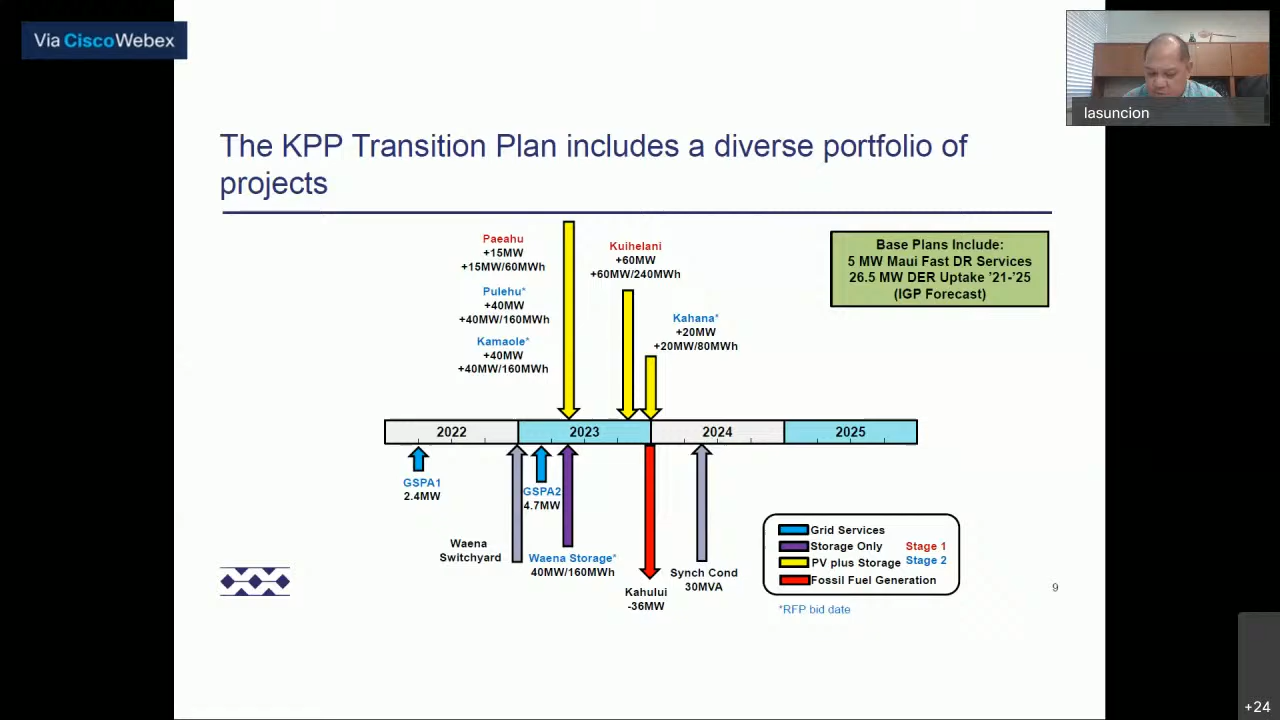 Via CiscoWebex
lasuncion
The KPP Transition Plan includes a diverse portfolio of
projects
Paeahu
+15MW
+15MW/60MWh
Pulehu*
+40MW
+40MW/160MWh
Kamaole*
+40MW
+40MW/160MWh
Kuihelani
+60MW
+60MW/240MWh
Kahana*
+20MW
+20MW/80MWh
Base Plans Include:
5 MW Maui Fast DR Services
26.5 MW DER Uptake '21-'25
(IGP Forecast)
2022
2023
2024
2025
GSPA1
2.4MW
Waena
Switchyard
GSPA2
4.7MW
Waena Storage*
40MW/160MWh
Kahului
-36MW
Synch Cond
30MVA
Grid Services
Storage Only
PV plus Storage
Fossil Fuel Generation
Stage 1
Stage 2
*RFP bid date
9
+24